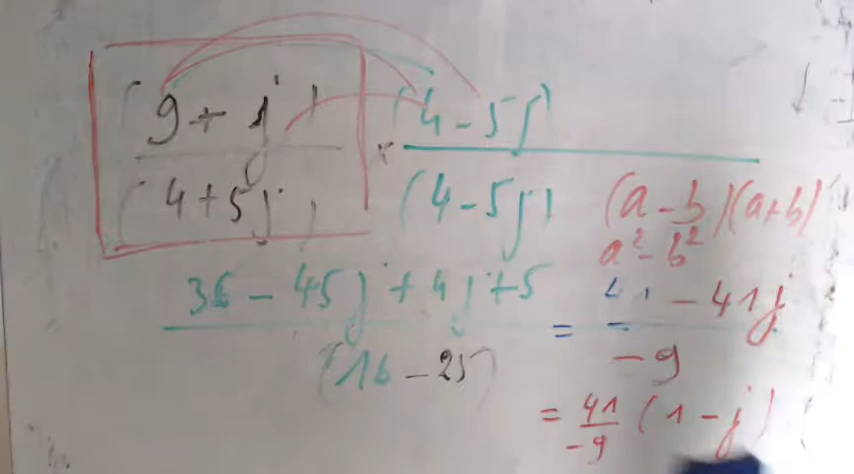 (9+j) × (4-5j)
(4+5j) (4-5j)
(a-b)(a+b)
a²-b²
36-45j+4j+5
(16-25)
= 41-41j
-9
= 41/-9 (1-j)